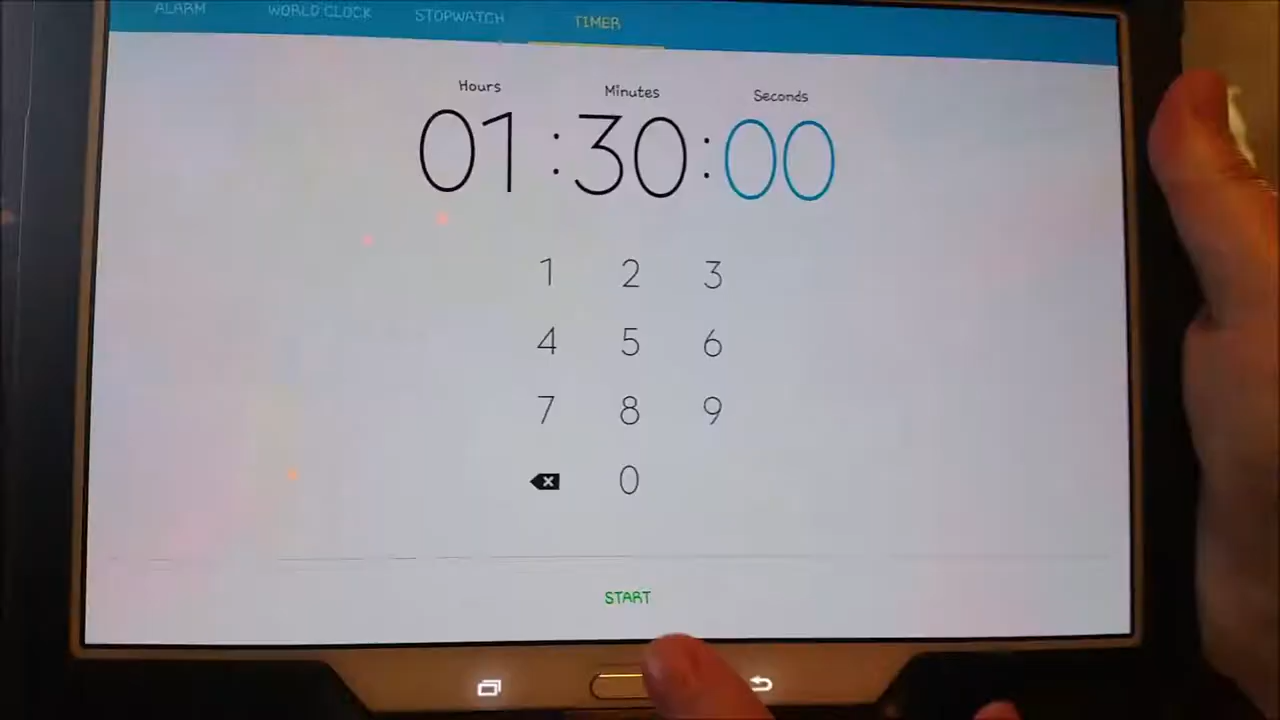 ALARM WORLD CLOCK STOPWATCH TIMER
Hours Minutes Seconds
01:30:00
1 2 3
4 5 6
7 8 9
0
START